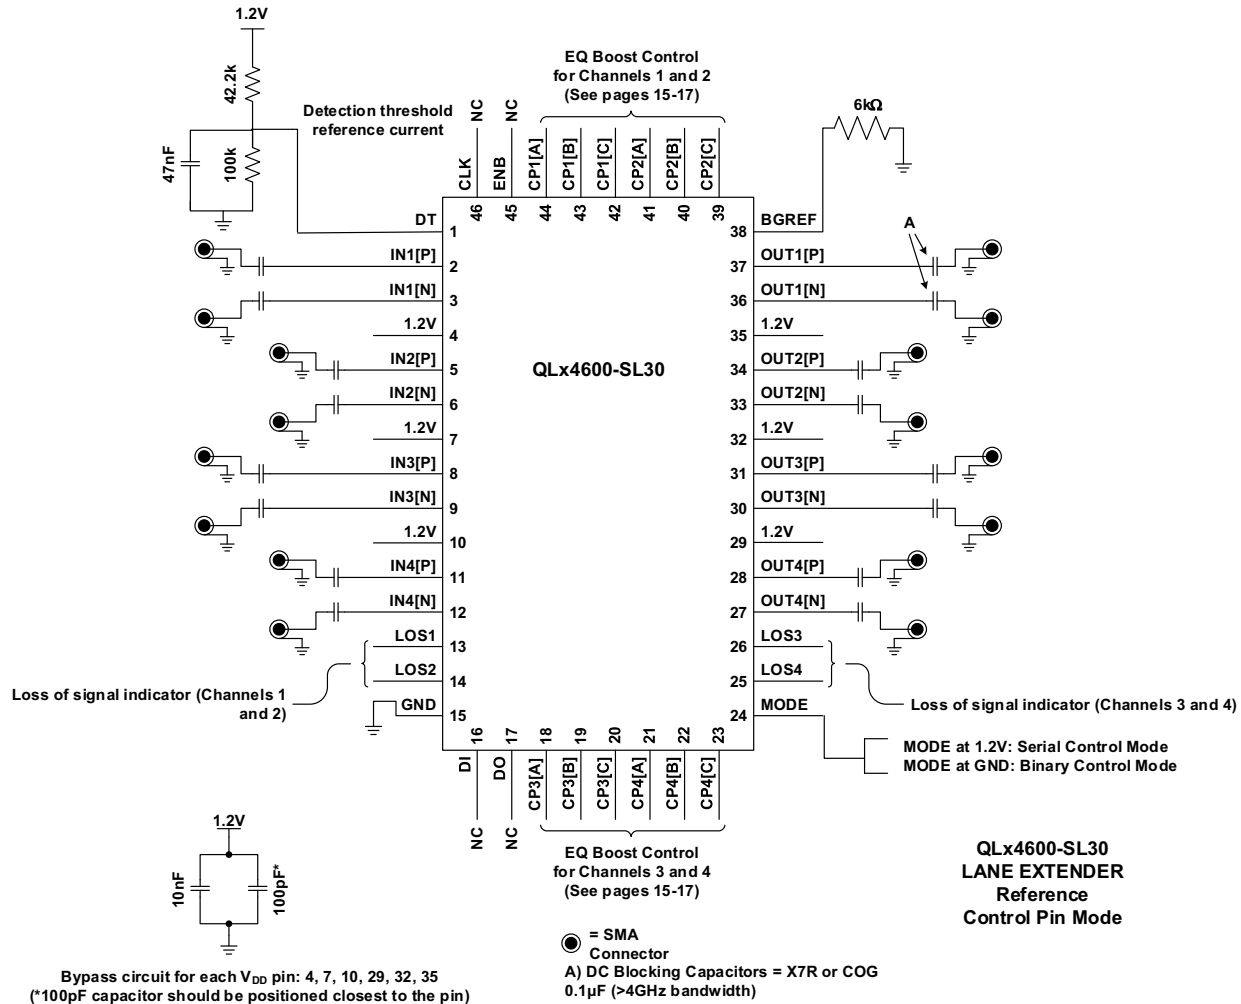 1.2V
42.2k
47nF
100k
Detection threshold
reference current
EQ Boost Control
for Channels 1 and 2
(See pages 15-17)
6kΩ
NC
NC
CLK
ENB
CP1[A]
CP1[B]
CP1[C]
CP2[A]
CP2[B]
CP2[C]
46
45
44
43
42
41
40
39
DT
1
IN1[P]
2
IN1[N]
3
1.2V
4
IN2[P]
5
IN2[N]
6
1.2V
7
IN3[P]
8
IN3[N]
9
1.2V
10
IN4[P]
11
IN4[N]
12
LOS1
13
LOS2
14
GND
15
Loss of signal indicator (Channels 1
and 2)
QLx4600-SL30
38
BGREF
A
37
OUT1[P]
36
OUT1[N]
35
1.2V
34
OUT2[P]
33
OUT2[N]
32
1.2V
31
OUT3[P]
30
OUT3[N]
29
1.2V
28
OUT4[P]
27
OUT4[N]
26
LOS3
25
LOS4
24
MODE
Loss of signal indicator (Channels 3 and 4)
MODE at 1.2V: Serial Control Mode
MODE at GND: Binary Control Mode
16
17
18
19
20
21
22
23
DI
DO
CP3[A]
CP3[B]
CP3[C]
CP4[A]
CP4[B]
CP4[C]
NC
NC
EQ Boost Control
for Channels 3 and 4
(See pages 15-17)
1.2V
10nF
100pF*
Bypass circuit for each VDD pin: 4, 7, 10, 29, 32, 35
(*100pF capacitor should be positioned closest to the pin)
= SMA
Connector
A) DC Blocking Capacitors = X7R or COG
0.1µF (>4GHz bandwidth)
QLx4600-SL30
LANE EXTENDER
Reference
Control Pin Mode